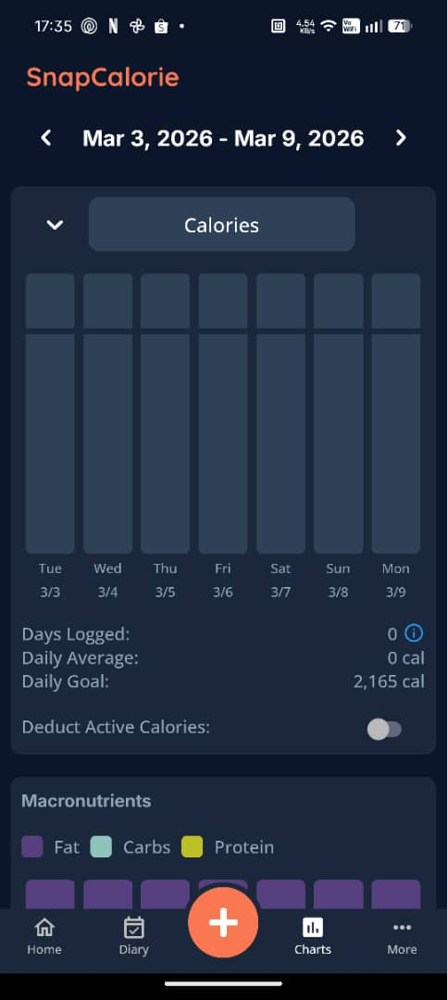 17:35 N S 4.54 KB/s Vo WiFi 71
SnapCalorie
Mar 3, 2026 - Mar 9, 2026
Calories
Tue Wed Thu Fri Sat Sun Mon
3/3 3/4 3/5 3/6 3/7 3/8 3/9
Days Logged: 0
Daily Average: 0 cal
Daily Goal: 2,165 cal
Deduct Active Calories:
Macronutrients
Fat Carbs Protein
Home Diary Charts More